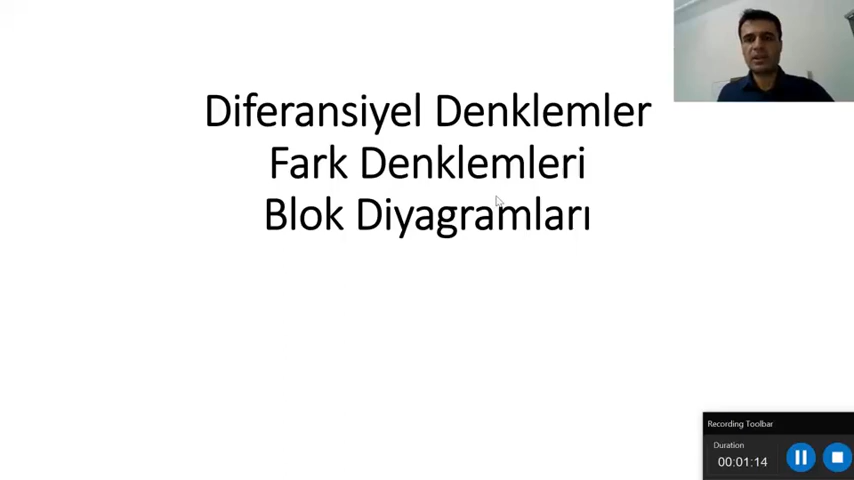 Diferansiyel Denklemler
Fark Denklemleri
Blok Diyagramları
Recording Toolbar
Duration
00:01:14